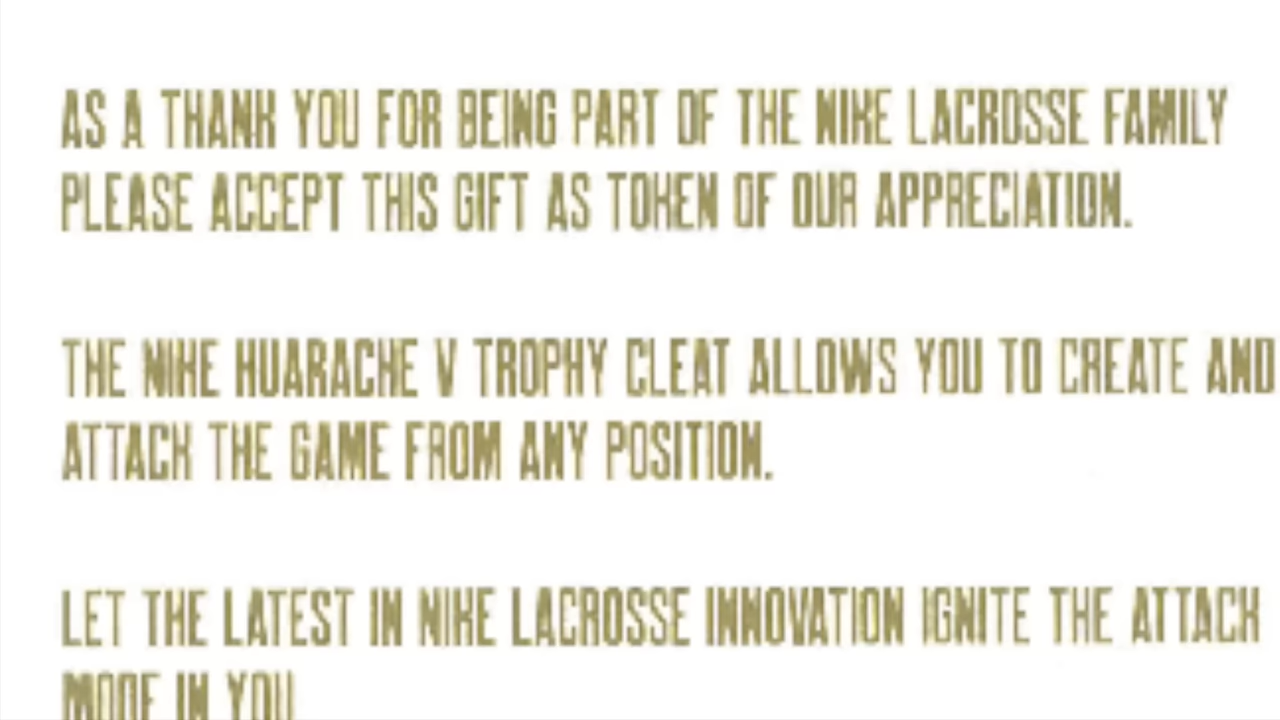 AS A THANK YOU FOR BEING PART OF THE NIKE LACROSSE FAMILY
PLEASE ACCEPT THIS GIFT AS TOKEN OF OUR APPRECIATION.
THE NIKE HUARACHE V TROPHY CLEAT ALLOWS YOU TO CREATE AND
ATTACK THE GAME FROM ANY POSITION.
LET THE LATEST IN NIKE LACROSSE INNOVATION IGNITE THE ATTACK
MODE IN YOU